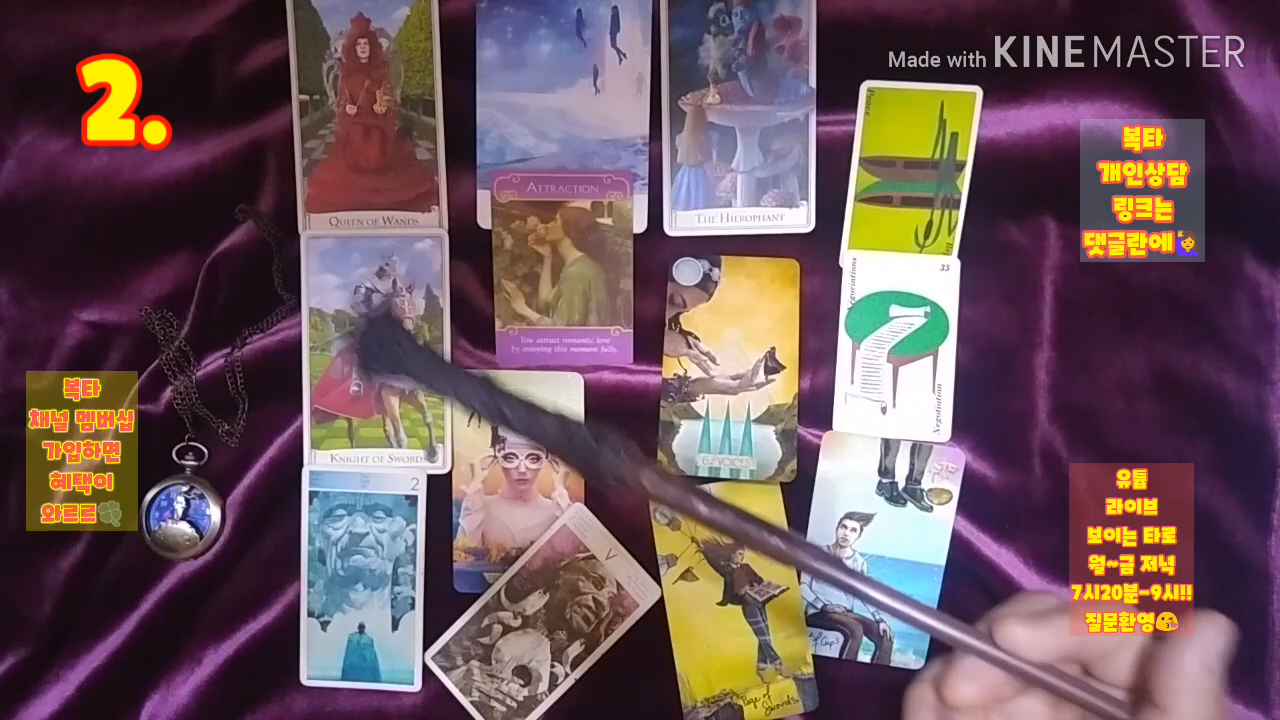 2.
Made with KINEMASTER
QUEEN OF WANDS
ATTRACTION
You attract romantic love
by enjoying this moment fully.
THE HIEROPHANT
복타
개인상담
링크는
댓글란에🙋‍♀️
35
Negotiation
KNIGHT OF SWORDS
2
V
6 of VOICES
Page of
Swords
of Cups
복타
채널 멤버십
가입하면
혜택이
와르르🍀
유튭
라이브
보이는 타로
월~금 저녁
7시20분-9시!!
질문환영😘